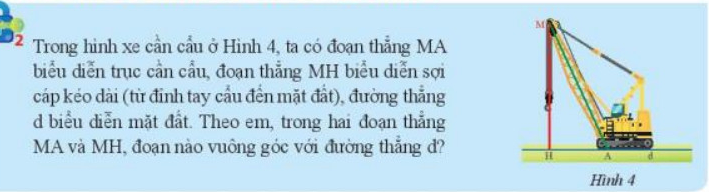 2
Trong hình xe cần cẩu ở Hình 4, ta có đoạn thẳng MA
biểu diễn trục cần cẩu, đoạn thẳng MH biểu diễn sợi
cáp kéo dài (từ đỉnh tay cẩu đến mặt đất), đường thẳng
d biểu diễn mặt đất. Theo em, trong hai đoạn thẳng
MA và MH, đoạn nào vuông góc với đường thẳng d?
M
H A d
Hình 4